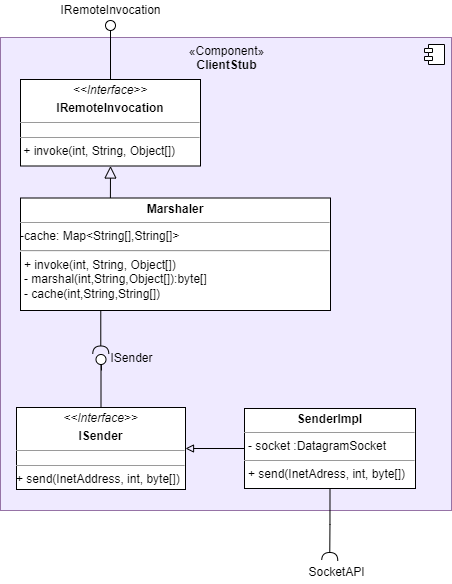 IRemoteInvocation
«Component»
ClientStub
<<Interface>>
IRemoteInvocation
+ invoke(int, String, Object[])
Marshaler
-cache: Map<String[],String[]>
+ invoke(int, String, Object[])
- marshal(int,String,Object[]):byte[]
- cache(int,String,String[])
ISender
<<Interface>>
ISender
+ send(InetAddress, int, byte[])
SenderImpl
- socket :DatagramSocket
+ send(InetAdress, int, byte[])
SocketAPI